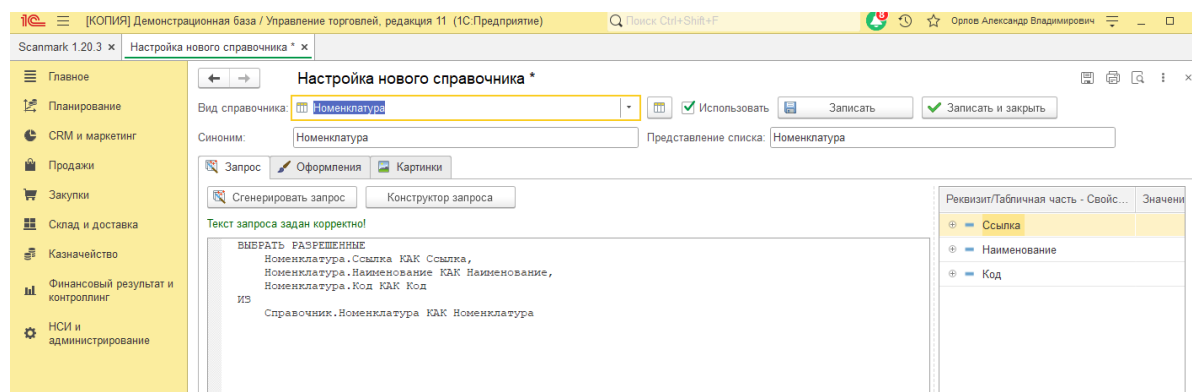 [КОПИЯ] Демонстрационная база / Управление торговлей, редакция 11 (1С:Предприятие)
Поиск Ctrl+Shift+F
9
Орлов Александр Владимирович
Scanmark 1.20.3 ×
Настройка нового справочника * ×
Главное
Планирование
CRM и маркетинг
Продажи
Закупки
Склад и доставка
Казначейство
Финансовый результат и
контроллинг
НСИ и
администрирование
Настройка нового справочника *
Вид справочника: Номенклатура
Использовать
Записать
Записать и закрыть
Синоним: Номенклатура
Представление списка: Номенклатура
Запрос
Оформления
Картинки
Сгенерировать запрос
Конструктор запроса
Текст запроса задан корректно!
ВЫБРАТЬ РАЗРЕШЕННЫЕ
Номенклатура.Ссылка КАК Ссылка,
Номенклатура.Наименование КАК Наименование,
Номенклатура.Код КАК Код
ИЗ
Справочник.Номенклатура КАК Номенклатура
Реквизит/Табличная часть - Свойс... Значени
Ссылка
Наименование
Код